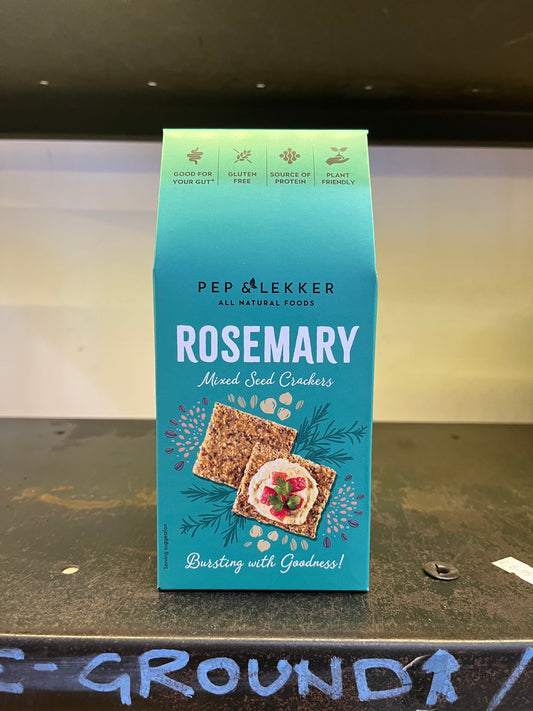 GOOD FOR YOUR GUT*
GLUTEN FREE
SOURCE OF PROTEIN
PLANT FRIENDLY
PEP & LEKKER
ALL NATURAL FOODS
ROSEMARY
Mixed Seed Crackers
Serving suggestion
Bursting with Goodness!
E-GROUND↑/